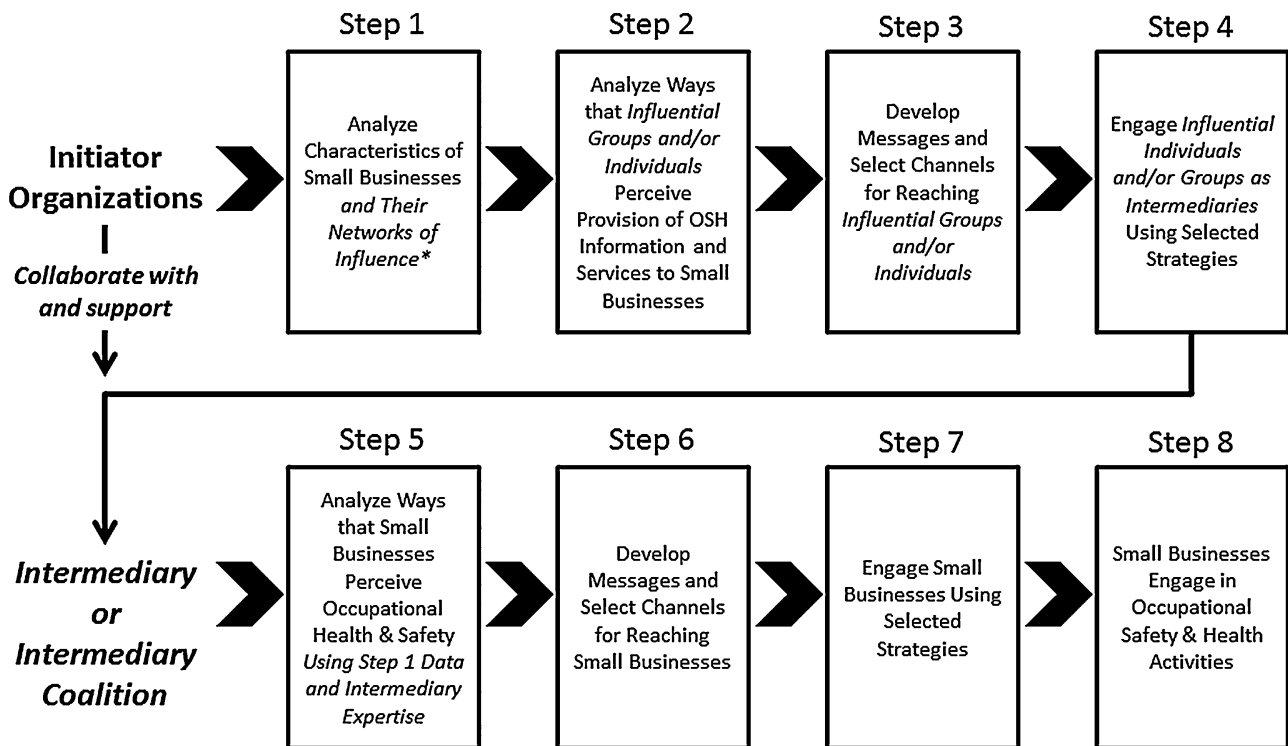 Step 1
Step 2
Step 3
Step 4
Initiator
Organizations
Collaborate with
and support
Analyze
Characteristics of
Small Businesses
and Their
Networks of
Influence*
Analyze Ways
that Influential
Groups and/or
Individuals
Perceive
Provision of OSH
Information and
Services to Small
Businesses
Develop
Messages and
Select Channels
for Reaching
Influential Groups
and/or
Individuals
Engage Influential
Individuals
and/or Groups as
Intermediaries
Using Selected
Strategies
Step 5
Step 6
Step 7
Step 8
Intermediary
or
Intermediary
Coalition
Analyze Ways
that Small
Businesses
Perceive
Occupational
Health & Safety
Using Step 1 Data
and Intermediary
Expertise
Develop
Messages and
Select Channels
for Reaching
Small Businesses
Engage Small
Businesses Using
Selected
Strategies
Small Businesses
Engage in
Occupational
Safety & Health
Activities